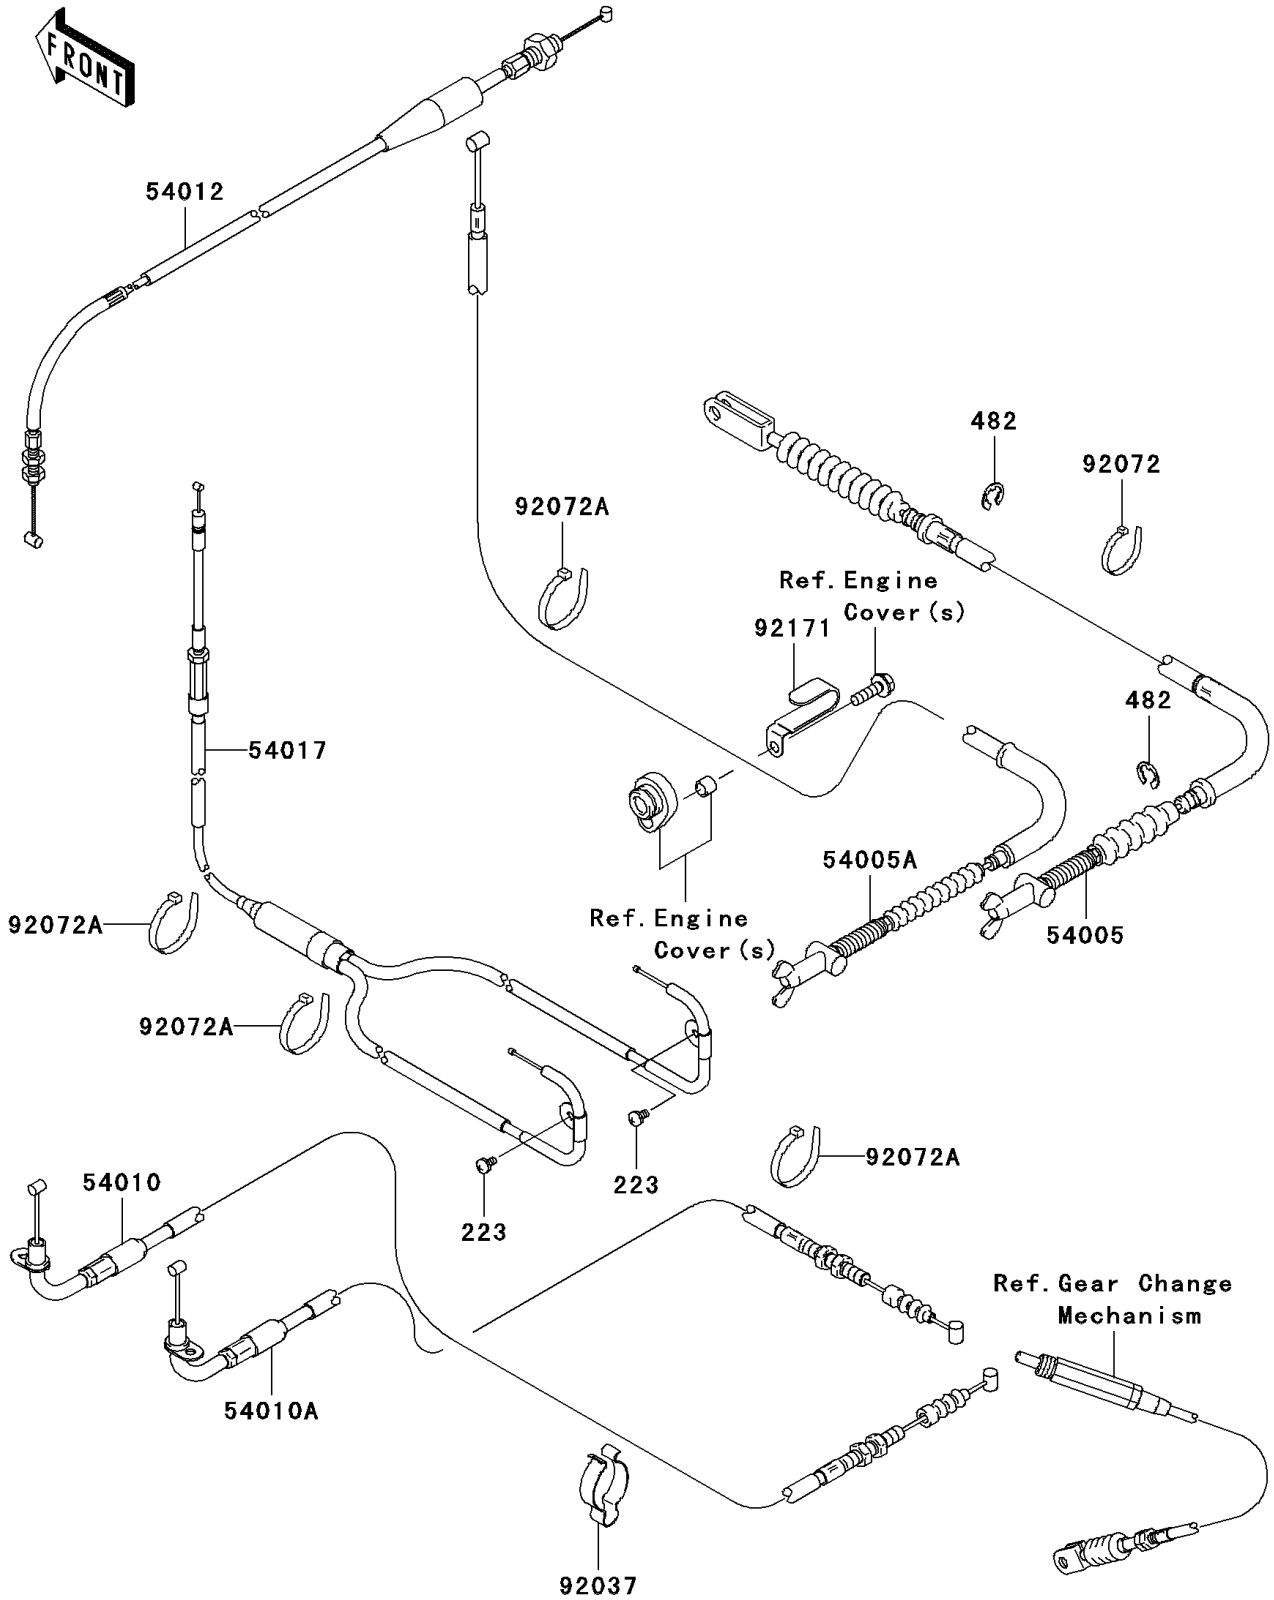 FRONT
54012
482
92072
92072A
Ref.Engine
Cover(s)
92171
482
54017
54005A
92072A
Ref.Engine
Cover(s)
54005
92072A
92072A
223
54010
223
Ref.Gear Change
Mechanism
54010A
92037